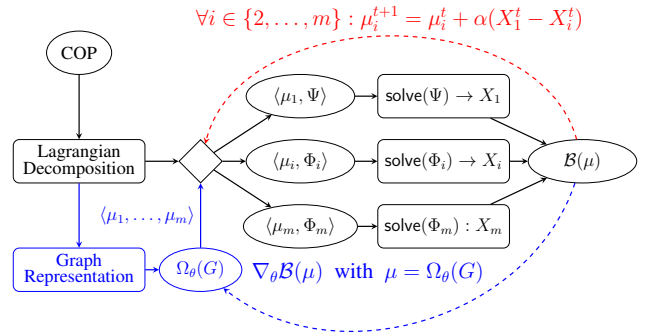 ∀i ∈ {2, . . . , m} : μ_i^{t+1} = μ_i^t + α(X_1^t − X_i^t)
COP
⟨μ_1, Ψ⟩
solve(Ψ) → X_1
Lagrangian
Decomposition
⟨μ_i, Φ_i⟩
solve(Φ_i) → X_i
B(μ)
⟨μ_1, . . . , μ_m⟩
⟨μ_m, Φ_m⟩
solve(Φ_m) : X_m
Graph
Representation
Ω_θ(G)
∇_θB(μ) with μ = Ω_θ(G)